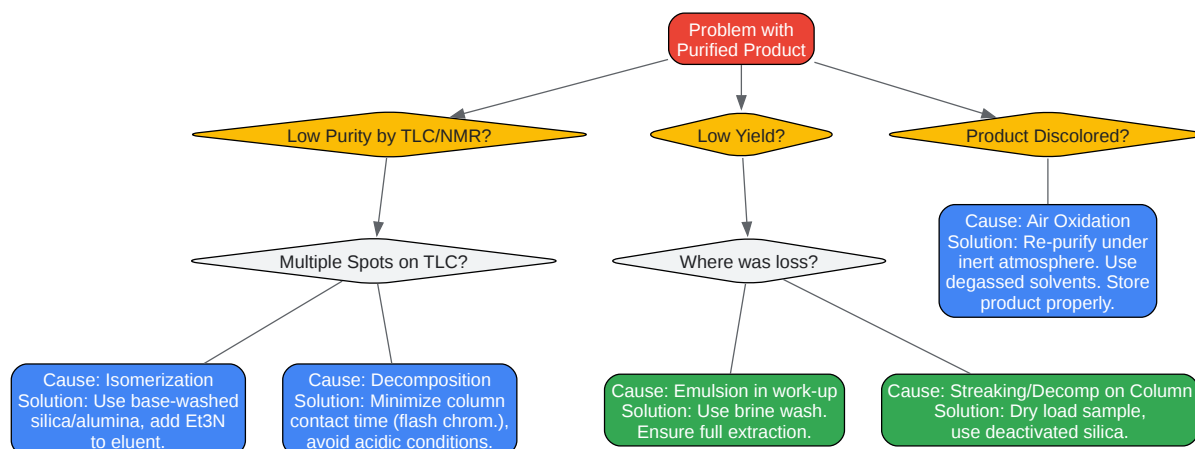 Problem with
Purified Product
Low Purity by TLC/NMR?
Low Yield?
Product Discolored?
Cause: Air Oxidation
Solution: Re-purify under
inert atmosphere. Use
degassed solvents. Store
product properly.
Multiple Spots on TLC?
Where was loss?
Cause: Isomerization
Solution: Use base-washed
silica/alumina, add Et3N
to eluent.
Cause: Decomposition
Solution: Minimize column
contact time (flash chrom.),
avoid acidic conditions.
Cause: Emulsion in work-up
Solution: Use brine wash.
Ensure full extraction.
Cause: Streaking/Decomp on Column
Solution: Dry load sample,
use deactivated silica.